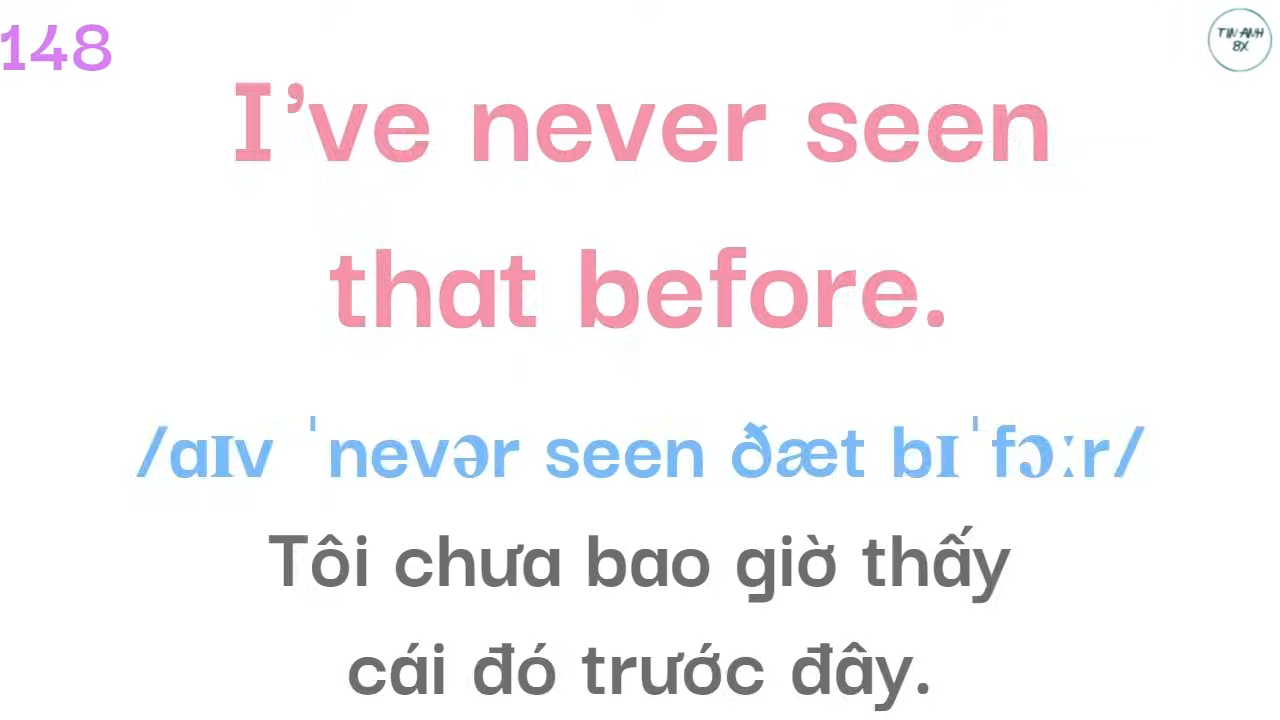 148
TIN ANH
8X
I’ve never seen
that before.
/aɪv ˈnevər seen ðæt bɪˈfɔːr/
Tôi chưa bao giờ thấy
cái đó trước đây.